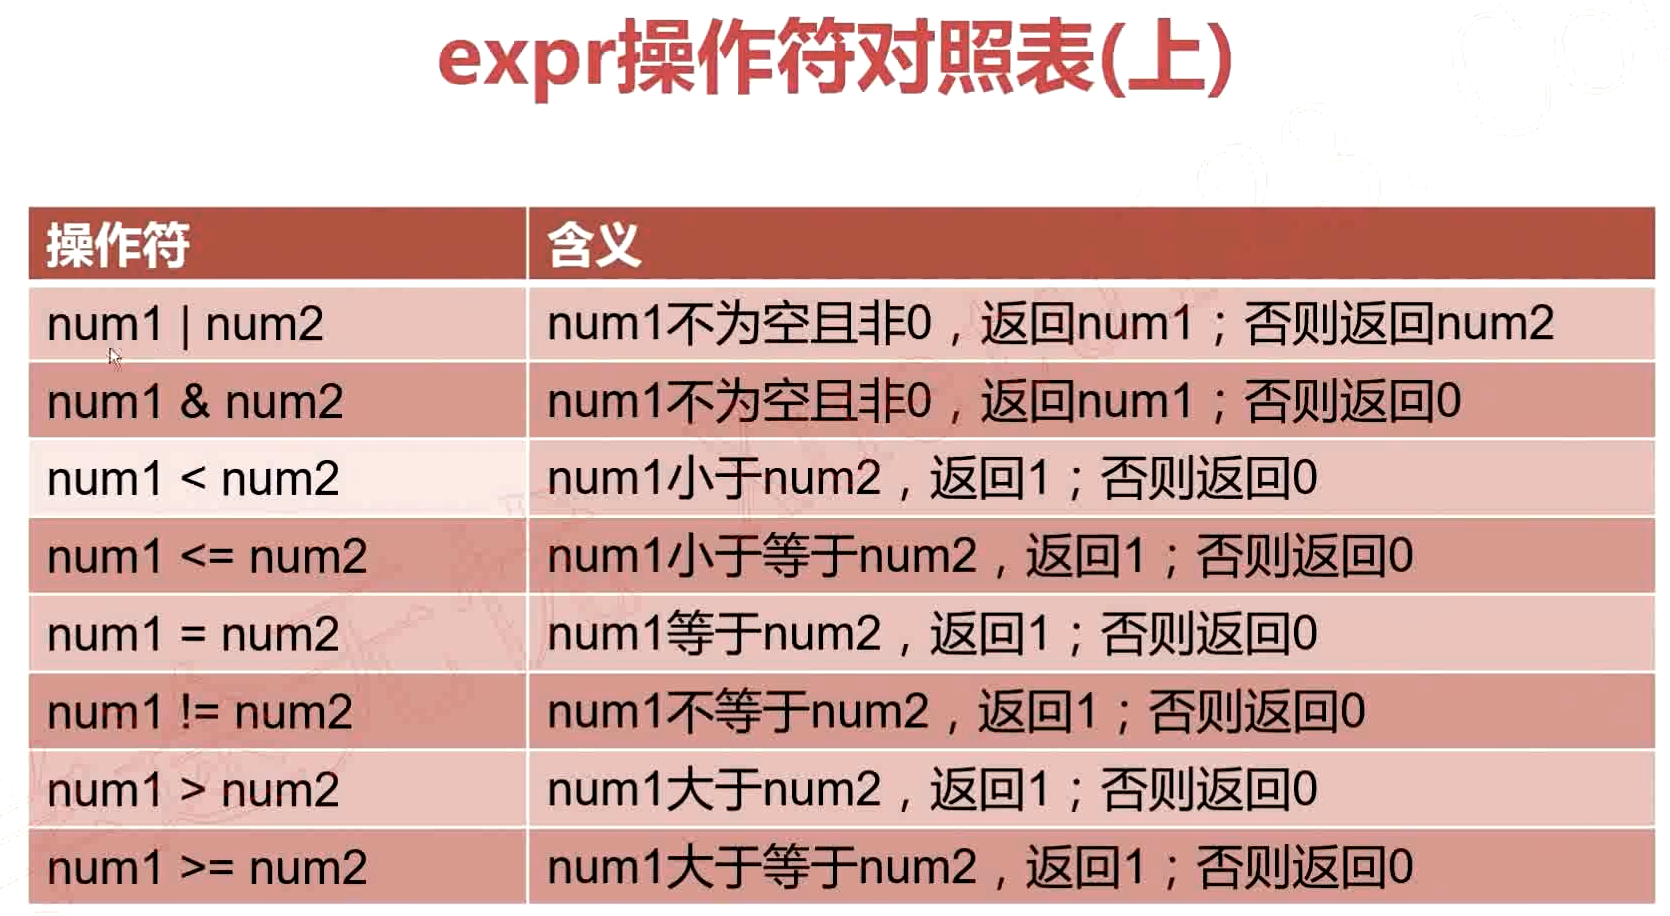 expr操作符对照表(上)
操作符 含义
num1 | num2 num1不为空且非0，返回num1；否则返回num2
num1 & num2 num1不为空且非0，返回num1；否则返回0
num1 < num2 num1小于num2，返回1；否则返回0
num1 <= num2 num1小于等于num2，返回1；否则返回0
num1 = num2 num1等于num2，返回1；否则返回0
num1 != num2 num1不等于num2，返回1；否则返回0
num1 > num2 num1大于num2，返回1；否则返回0
num1 >= num2 num1大于等于num2，返回1；否则返回0